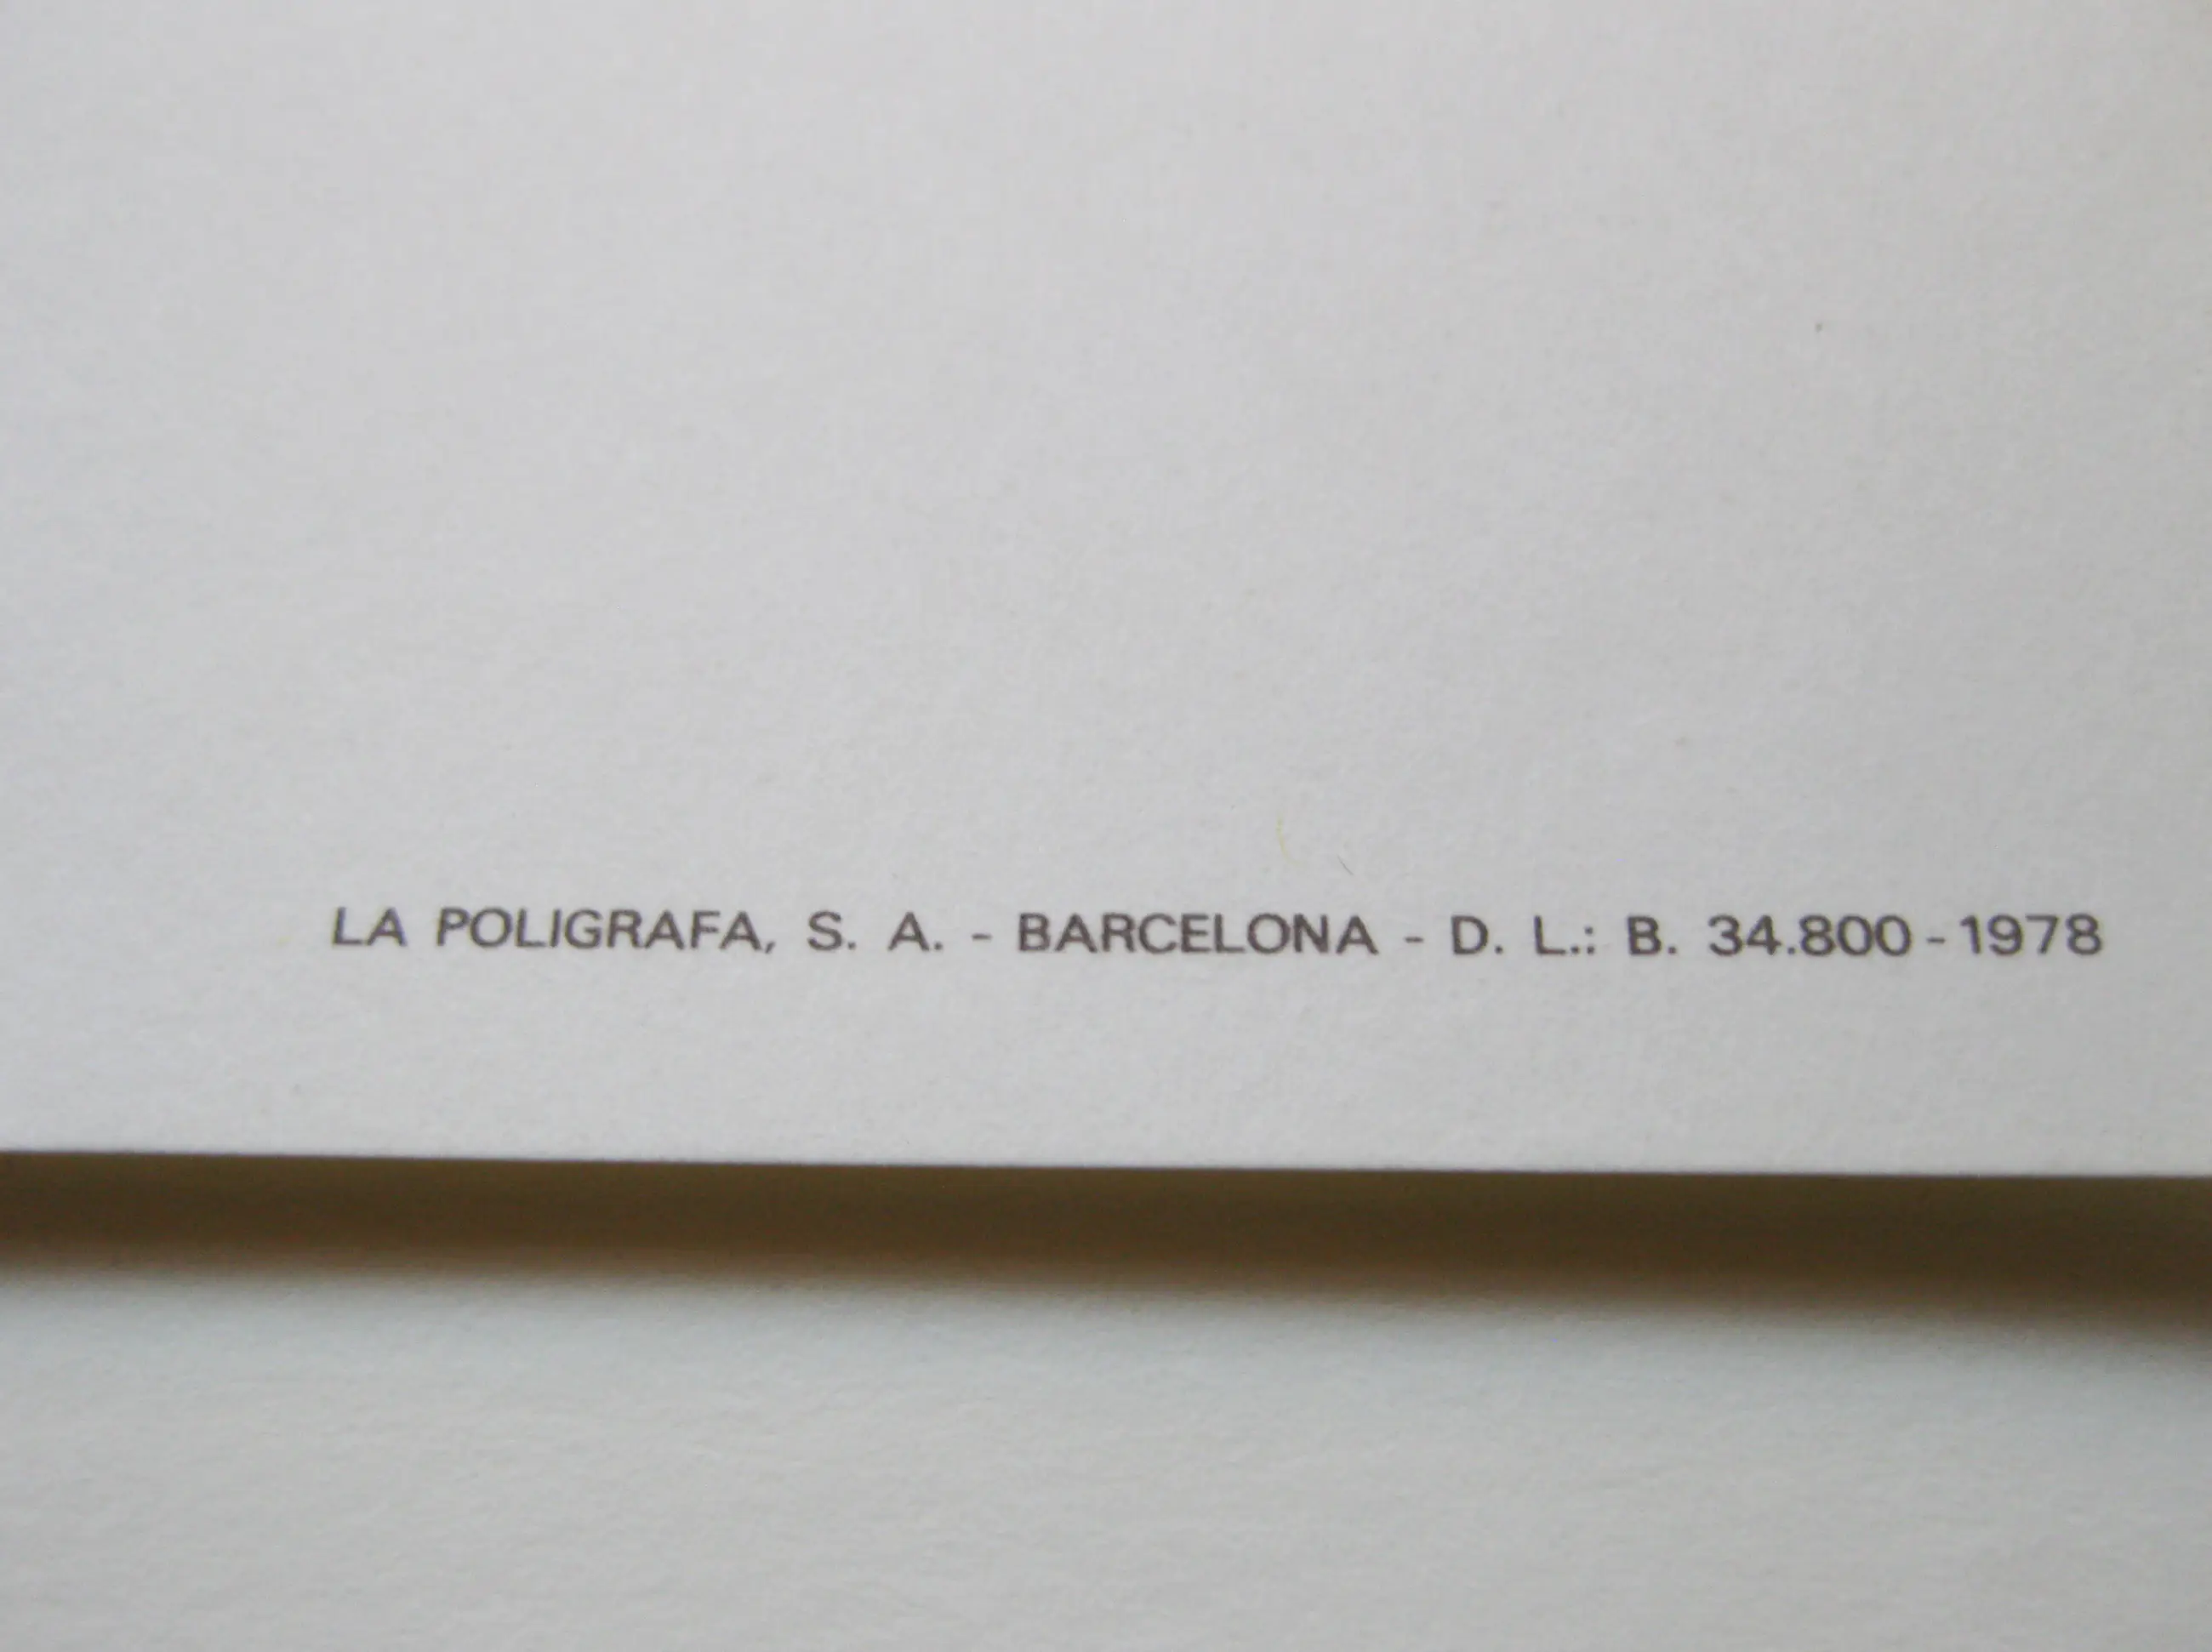 LA POLIGRAFA, S. A. - BARCELONA - D. L.: B. 34.800-1978